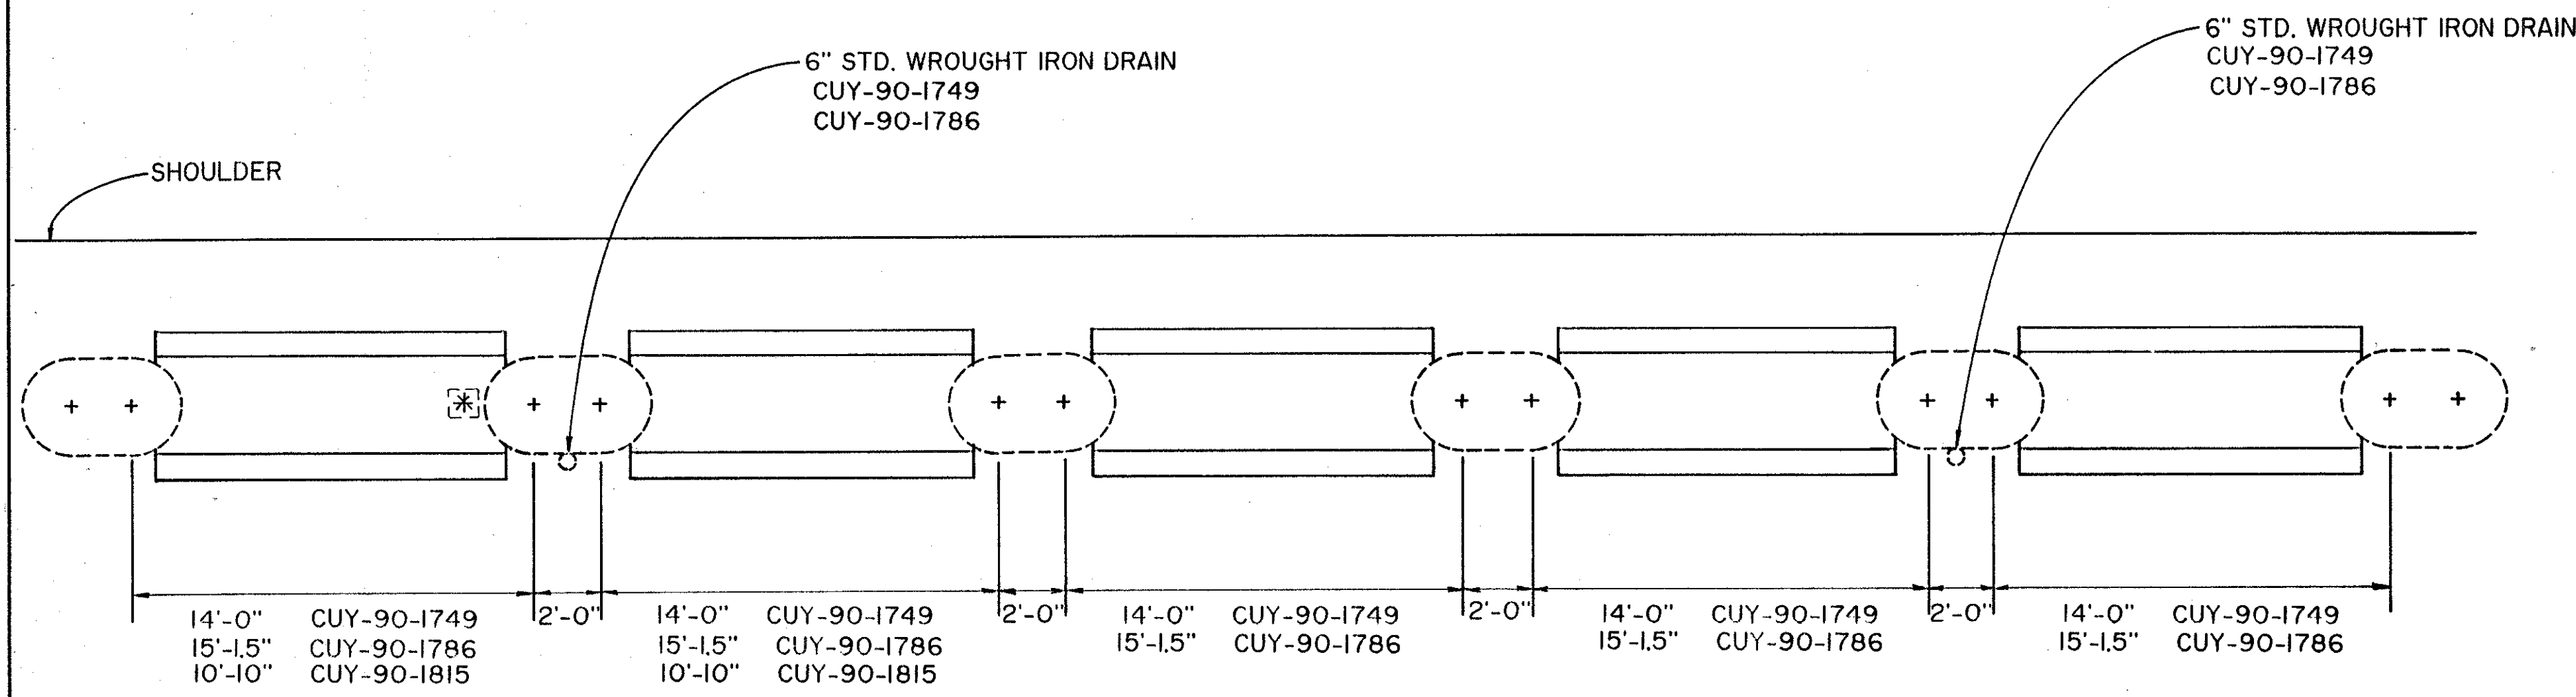 6" STD. WROUGHT IRON DRAIN
CUY-90-1749
CUY-90-1786
6" STD. WROUGHT IRON DRAIN
CUY-90-1749
CUY-90-1786
SHOULDER
14'-0" CUY-90-1749
15'-1.5" CUY-90-1786
10'-10" CUY-90-1815
2'-0"
14'-0" CUY-90-1749
15'-1.5" CUY-90-1786
10'-10" CUY-90-1815
2'-0"
14'-0" CUY-90-1749
15'-1.5" CUY-90-1786
2'-0"
14'-0" CUY-90-1749
15'-1.5" CUY-90-1786
2'-0"
14'-0" CUY-90-1749
15'-1.5" CUY-90-1786